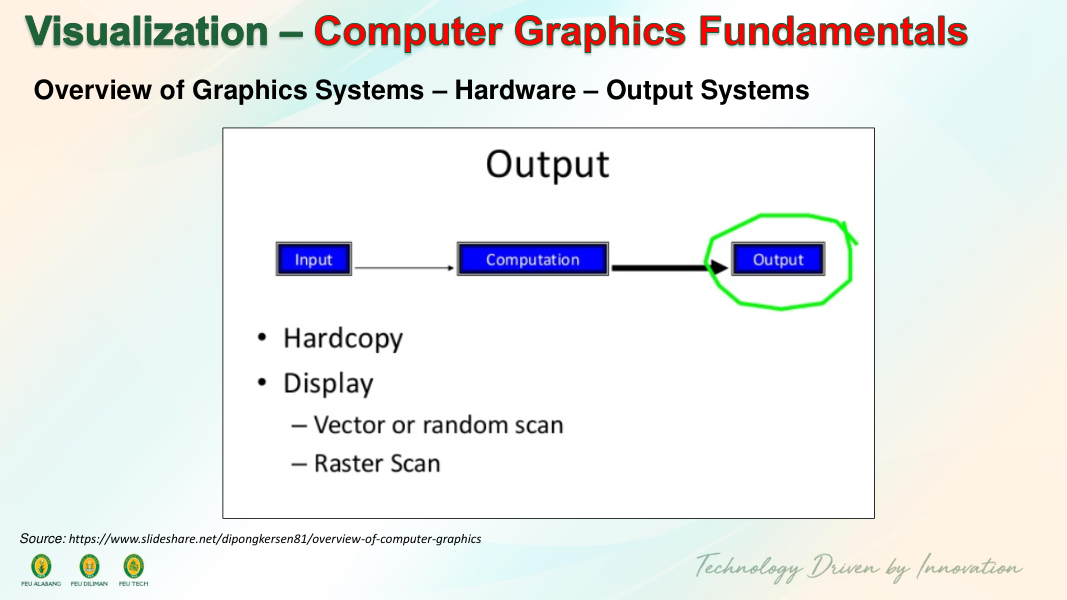 Visualization – Computer Graphics Fundamentals
Overview of Graphics Systems – Hardware – Output Systems
Output
Input
Computation
Output
• Hardcopy
• Display
– Vector or random scan
– Raster Scan
Source: https://www.slideshare.net/dipongkersen81/overview-of-computer-graphics
FEU ALABANG FEU DILIMAN FEU TECH
Technology Driven by Innovation